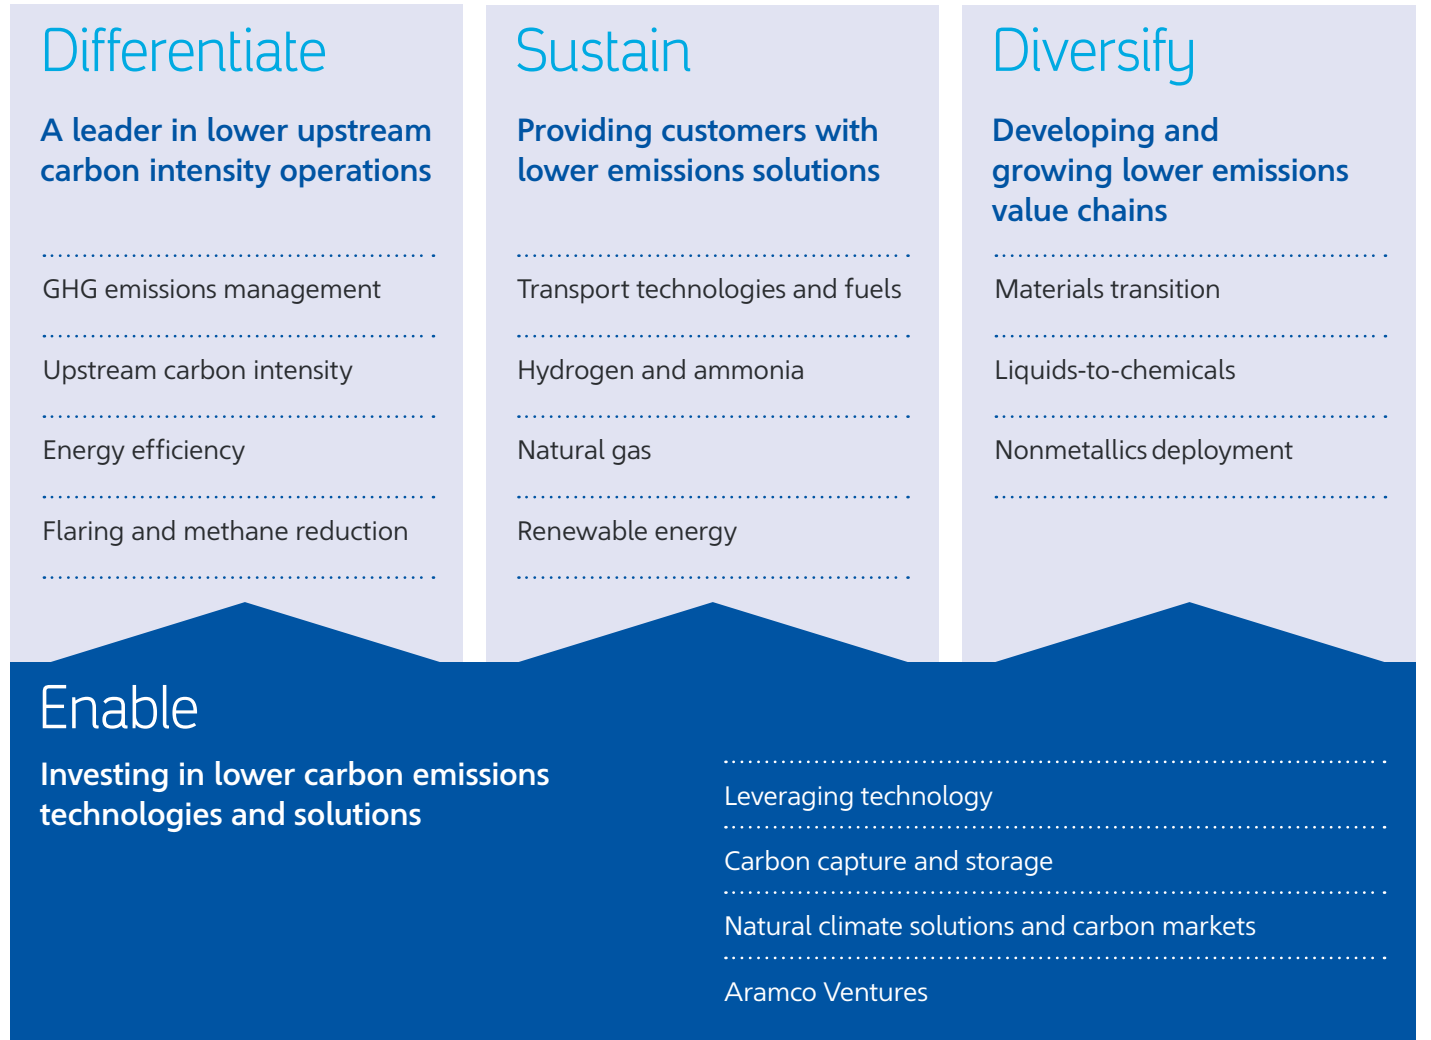 Differentiate
A leader in lower upstream
carbon intensity operations
GHG emissions management
Upstream carbon intensity
Energy efficiency
Flaring and methane reduction
Sustain
Providing customers with
lower emissions solutions
Transport technologies and fuels
Hydrogen and ammonia
Natural gas
Renewable energy
Diversify
Developing and
growing lower emissions
value chains
Materials transition
Liquids-to-chemicals
Nonmetallics deployment
Enable
Investing in lower carbon emissions
technologies and solutions
Leveraging technology
Carbon capture and storage
Natural climate solutions and carbon markets
Aramco Ventures